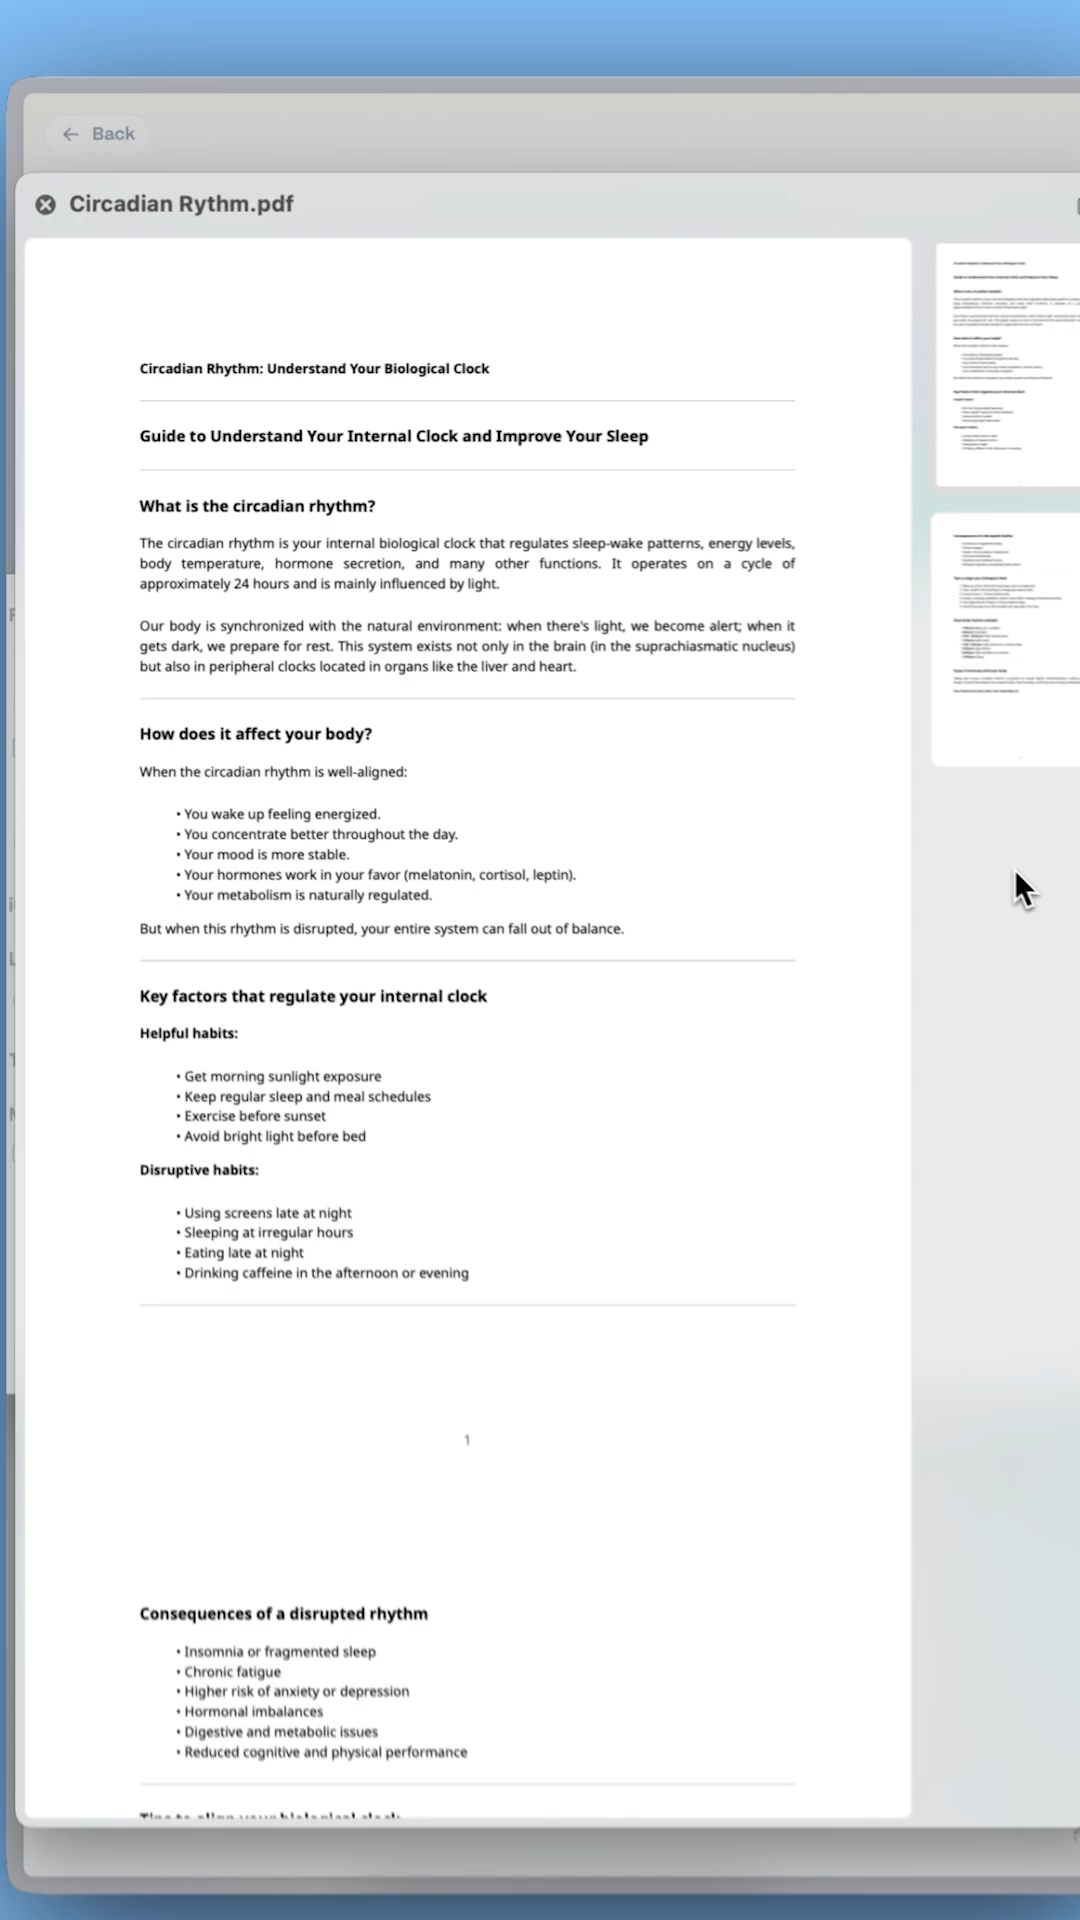 ← Back
Circadian Rythm.pdf
Circadian Rhythm: Understand Your Biological Clock
Guide to Understand Your Internal Clock and Improve Your Sleep
What is the circadian rhythm?
The circadian rhythm is your internal biological clock that regulates sleep-wake patterns, energy levels,
body temperature, hormone secretion, and many other functions. It operates on a cycle of
approximately 24 hours and is mainly influenced by light.
Our body is synchronized with the natural environment: when there's light, we become alert; when it
gets dark, we prepare for rest. This system exists not only in the brain (in the suprachiasmatic nucleus)
but also in peripheral clocks located in organs like the liver and heart.
How does it affect your body?
When the circadian rhythm is well-aligned:
• You wake up feeling energized.
• You concentrate better throughout the day.
• Your mood is more stable.
• Your hormones work in your favor (melatonin, cortisol, leptin).
• Your metabolism is naturally regulated.
But when this rhythm is disrupted, your entire system can fall out of balance.
Key factors that regulate your internal clock
Helpful habits:
• Get morning sunlight exposure
• Keep regular sleep and meal schedules
• Exercise before sunset
• Avoid bright light before bed
Disruptive habits:
• Using screens late at night
• Sleeping at irregular hours
• Eating late at night
• Drinking caffeine in the afternoon or evening
1
Consequences of a disrupted rhythm
• Insomnia or fragmented sleep
• Chronic fatigue
• Higher risk of anxiety or depression
• Hormonal imbalances
• Digestive and metabolic issues
• Reduced cognitive and physical performance
Tips to align your biological clock